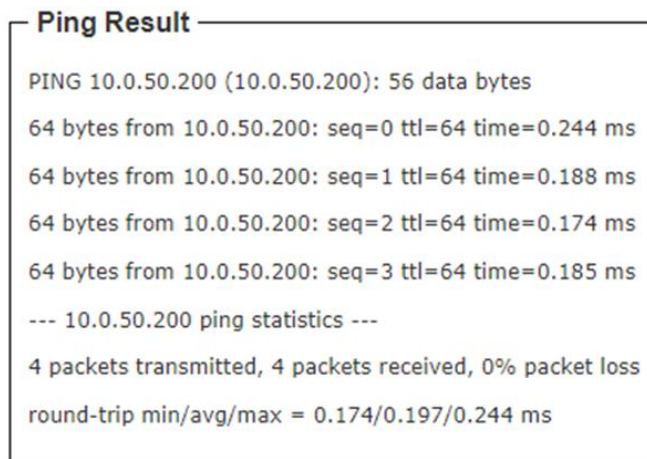 Ping Result
PING 10.0.50.200 (10.0.50.200): 56 data bytes
64 bytes from 10.0.50.200: seq=0 ttl=64 time=0.244 ms
64 bytes from 10.0.50.200: seq=1 ttl=64 time=0.188 ms
64 bytes from 10.0.50.200: seq=2 ttl=64 time=0.174 ms
64 bytes from 10.0.50.200: seq=3 ttl=64 time=0.185 ms
--- 10.0.50.200 ping statistics ---
4 packets transmitted, 4 packets received, 0% packet loss
round-trip min/avg/max = 0.174/0.197/0.244 ms